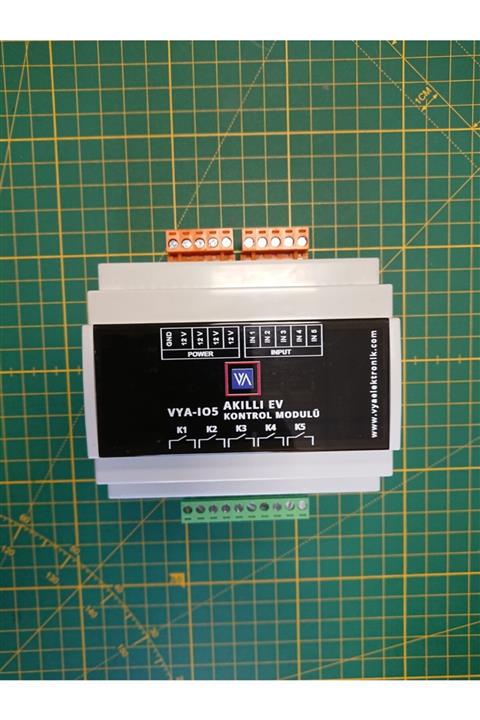 1CM
GND 12 V 12 V 12 V 12 V IN 1 IN 2 IN 3 IN 4 IN 5
POWER INPUT
VA
VYA-IO5 AKILLI EV
KONTROL MODULÜ
K1 K2 K3 K4 K5
www.vyaelektronik.com